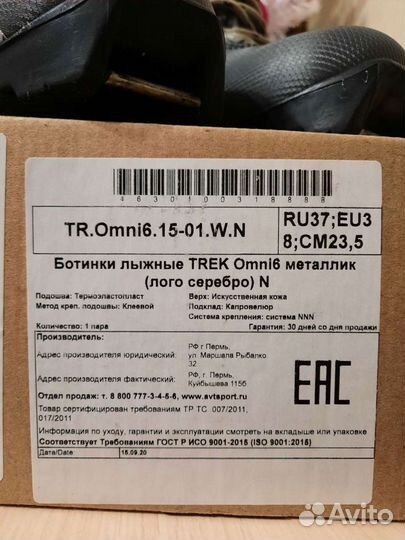 4630100318888
TR.Omni6.15-01.W.N
RU37;EU3
8;CM23,5
Ботинки лыжные TREK Omni6 металлик
(лого серебро) N
Подошва: Термоэластопласт
Верх: Искусственная кожа
Метод креп. подошвы: Клеевой
Подклад: Капровелюр
Система крепления: система NNN
Количество: 1 пара
Гарантия: 30 дней со дня продажи
Производитель:
РФ г Пермь,
Адрес производителя юридический:
ул Маршала Рыбалко
32
РФ, г. Пермь,
Адрес производителя фактический:
Куйбышева 115б
Отдел продаж: т. 8 800 777-3-4-5-6, www.avtsport.ru
Товар сертифицирован требованиям ТР ТС 007/2011,
017/2011
EAC
Информация по уходу, гарантии и эксплуатации смотреть на вкладыше или упаковке
Соответствует Требованиям ГОСТ Р ИСО 9001-2015 (ISO 9001:2015)
Дата/Date
15.09.20
Avito